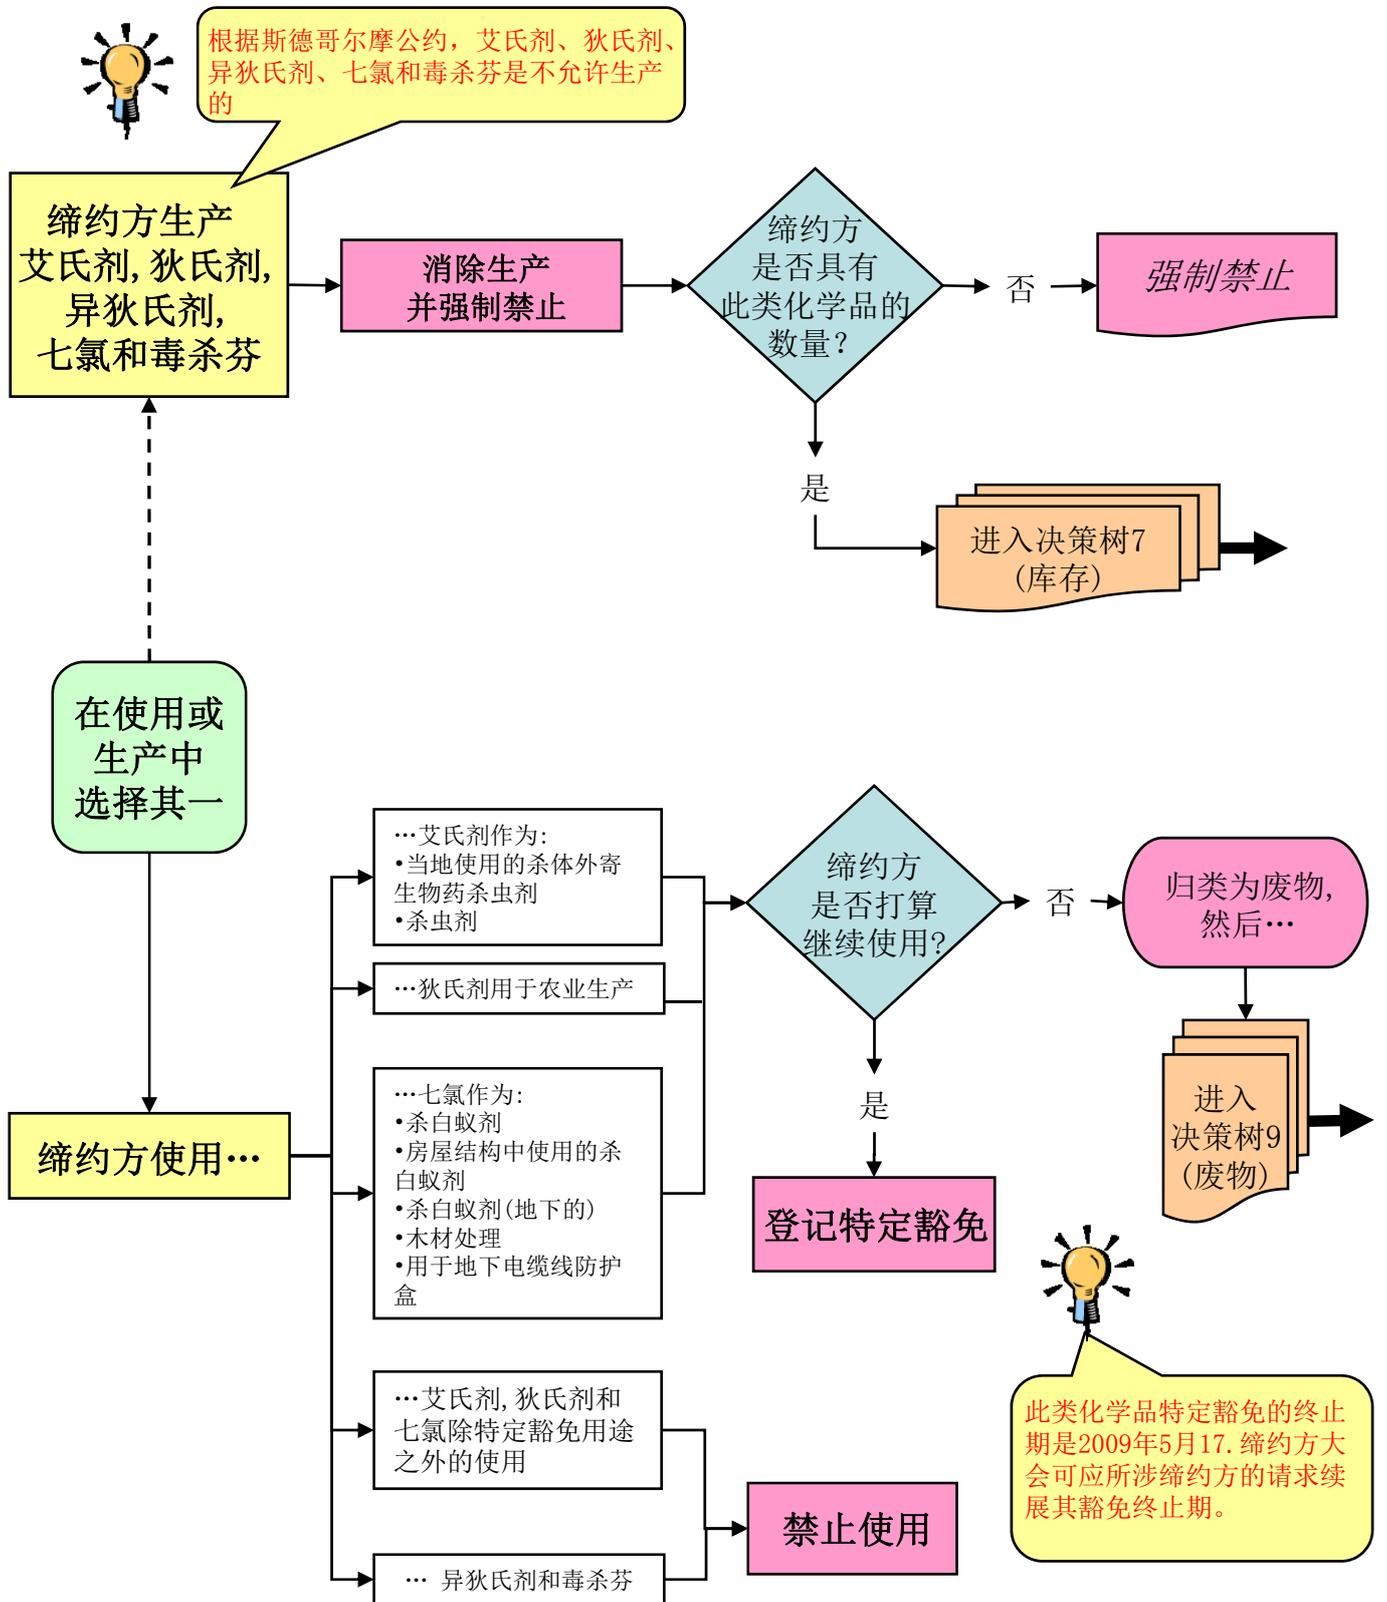 根据斯德哥尔摩公约，艾氏剂、狄氏剂、
异狄氏剂、七氯和毒杀芬是不允许生产
的
缔约方生产
艾氏剂,狄氏剂,
异狄氏剂,
七氯和毒杀芬
消除生产
并强制禁止
缔约方
是否具有
此类化学品的
数量？
否
强制禁止
是
进入决策树7
(库存)
在使用或
生产中
选择其一
缔约方使用…
…艾氏剂作为:
•当地使用的杀体外寄
生物药杀虫剂
•杀虫剂
…狄氏剂用于农业生产
…七氯作为:
•杀白蚁剂
•房屋结构中使用的杀
白蚁剂
•杀白蚁剂(地下的)
•木材处理
•用于地下电缆线防护
盒
…艾氏剂,狄氏剂和
七氯除特定豁免用途
之外的使用
… 异狄氏剂和毒杀芬
缔约方
是否打算
继续使用?
否
归类为废物,
然后…
进入
决策树9
(废物)
是
登记特定豁免
禁止使用
此类化学品特定豁免的终止
期是2009年5月17.缔约方大
会可应所涉缔约方的请求续
展其豁免终止期。